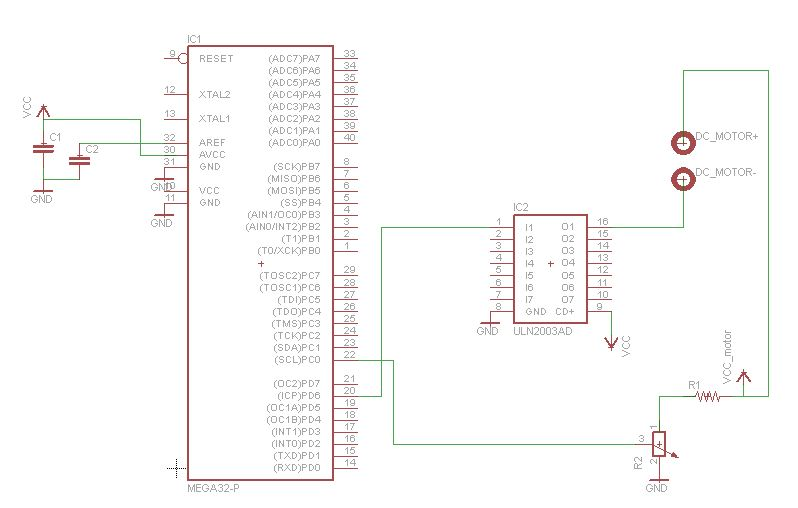 IC1
9 RESET (ADC7)PA7 33
(ADC6)PA6 34
(ADC5)PA5 35
12 XTAL2 (ADC4)PA4 36
(ADC3)PA3 37
13 XTAL1 (ADC2)PA2 38
(ADC1)PA1 39
32 AREF (ADC0)PA0 40
30 AVCC
31 GND (SCK)PB7 8
(MISO)PB6 7
10 VCC (MOSI)PB5 6
11 GND (SS)PB4 5
(AIN1/OC0)PB3 4
(AIN0/INT2)PB2 3
(T1)PB1 2
(T0/XCK)PB0 1
(TOSC2)PC7 29
(TOSC1)PC6 28
(TDI)PC5 27
(TDO)PC4 26
(TMS)PC3 25
(TCK)PC2 24
(SDA)PC1 23
(SCL)PC0 22
(OC2)PD7 21
(ICP)PD6 20
(OC1A)PD5 19
(OC1B)PD4 18
(INT1)PD3 17
(INT0)PD2 16
(TXD)PD1 15
(RXD)PD0 14
MEGA32-P
VCC
C1
C2
GND
GND
GND
IC2
1 I1 O1 16
2 I2 O2 15
3 I3 O3 14
4 I4 O4 13
5 I5 O5 12
6 I6 O6 11
7 I7 O7 10
8 GND CD+ 9
GND
ULN2003AD
VCC
DC_MOTOR+
DC_MOTOR-
VCC_motor
R1
1
3
2
R2
GND